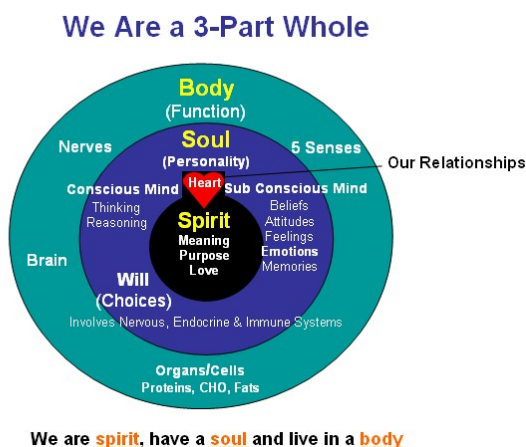 We Are a 3-Part Whole
Body
(Function)
Nerves
5 Senses
Soul
(Personality)
Our Relationships
Conscious Mind
Thinking
Reasoning
Heart
Sub Conscious Mind
Beliefs
Attitudes
Feelings
Emotions
Memories
Spirit
Meaning
Purpose
Love
Brain
Will
(Choices)
Involves Nervous, Endocrine & Immune Systems
Organs/Cells
Proteins, CHO, Fats
We are spirit, have a soul and live in a body